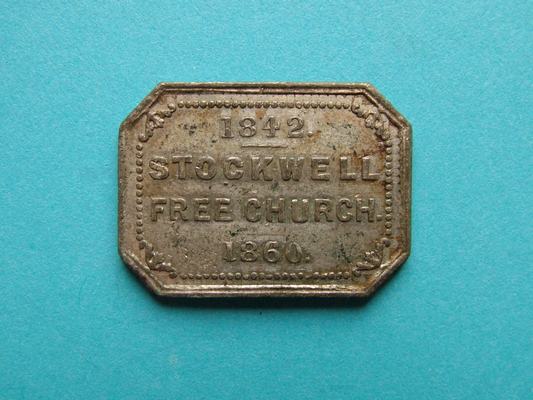 1842.
STOCKWELL
FREE CHURCH.
1860.